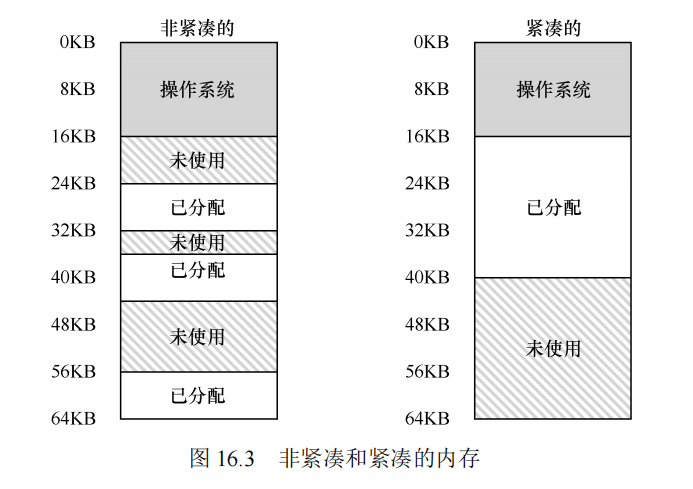 非紧凑的
0KB
8KB
操作系统
16KB
未使用
24KB
已分配
32KB
未使用
已分配
40KB
48KB
未使用
56KB
已分配
64KB
紧凑的
0KB
8KB
操作系统
16KB
24KB
已分配
32KB
40KB
48KB
未使用
56KB
64KB
图 16.3 非紧凑和紧凑的内存